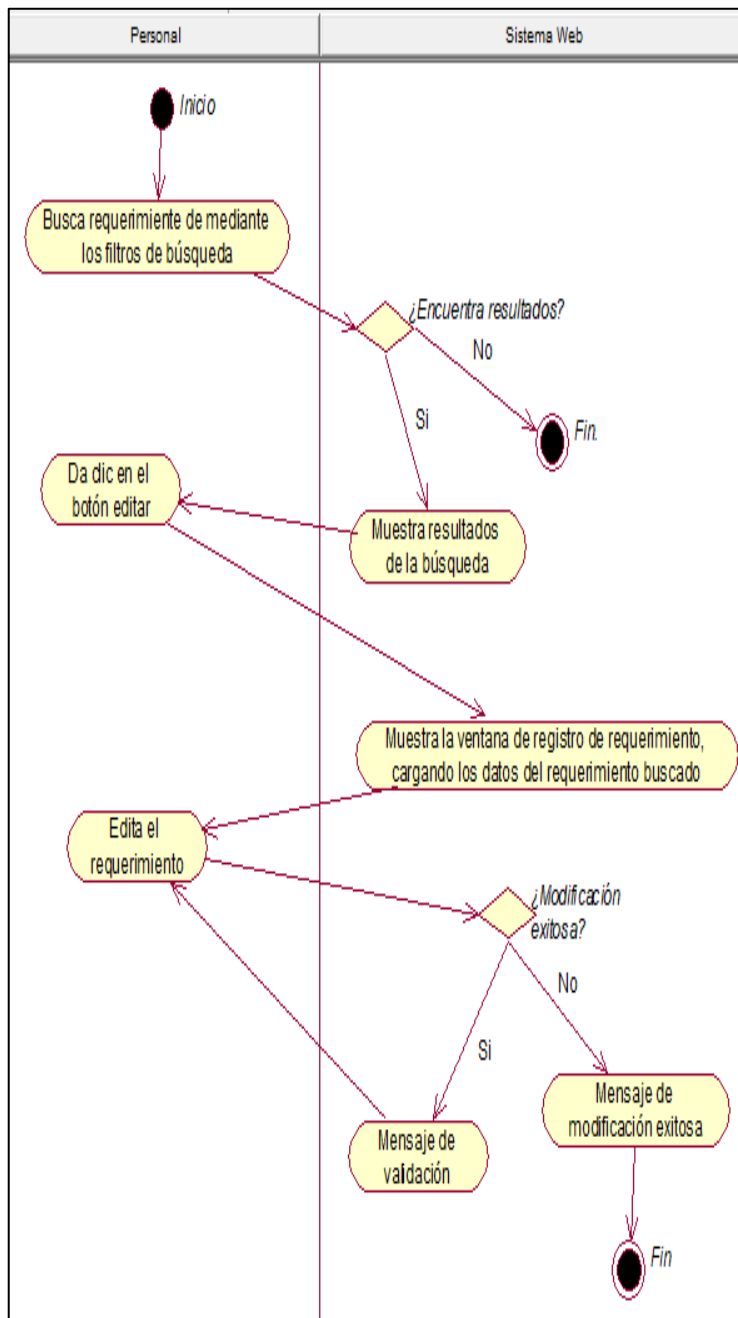 Personal
Sistema Web
Inicio
Busca requerimiente de mediante
los filtros de búsqueda
¿Encuentra resultados?
No
Si
Fin.
Da clic en el
botón editar
Muestra resultados
de la búsqueda
Muestra la ventana de registro de requerimiento,
cargando los datos del requerimiento buscado
Edita el
requerimiento
¿Modificación
exitosa?
No
Si
Mensaje de
modificación exitosa
Mensaje de
validación
Fin